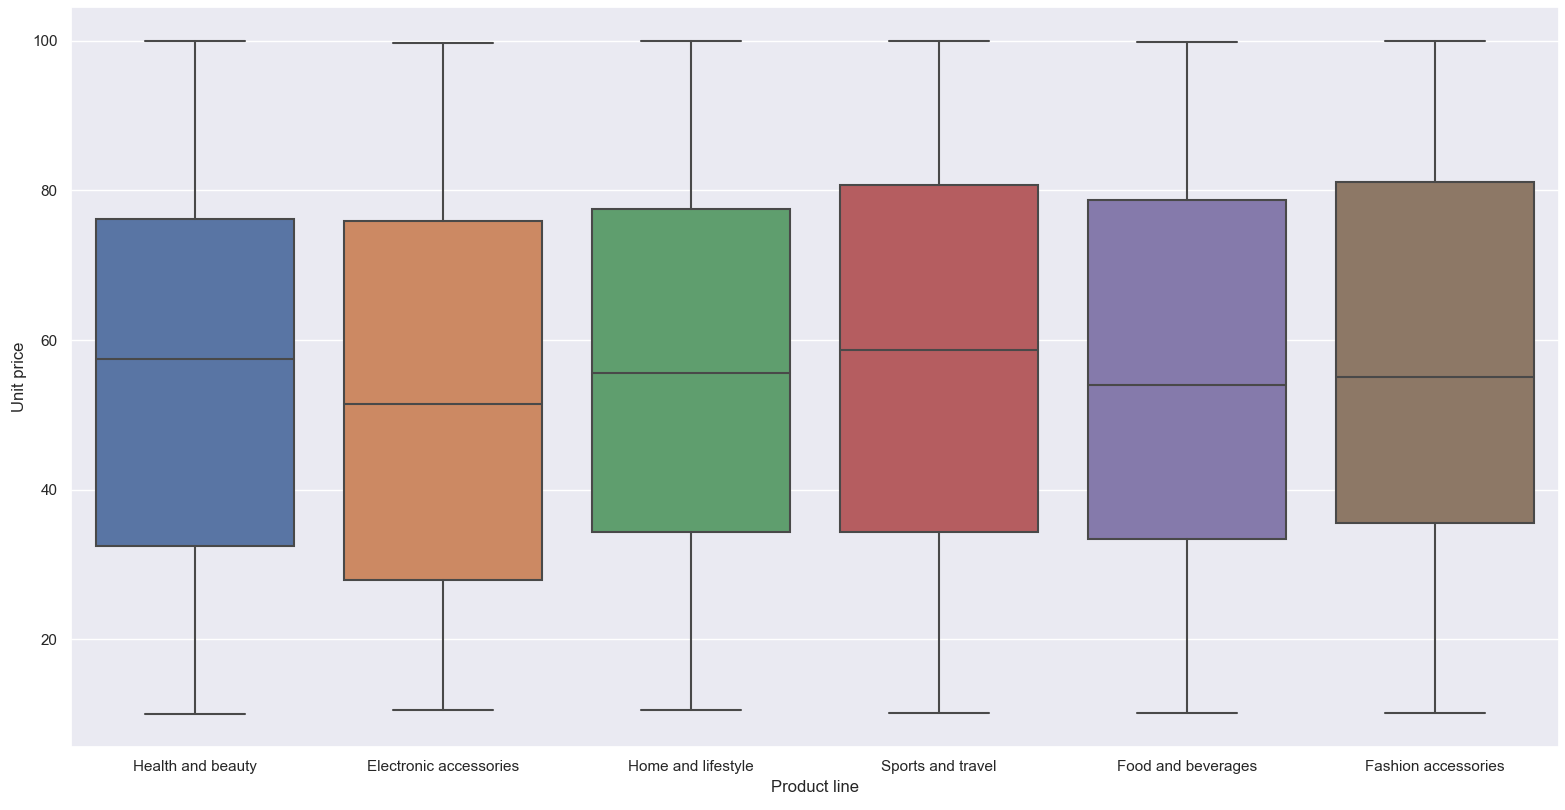 100
80
60
40
20
Unit price
Health and beauty
Electronic accessories
Home and lifestyle
Sports and travel
Food and beverages
Fashion accessories
Product line